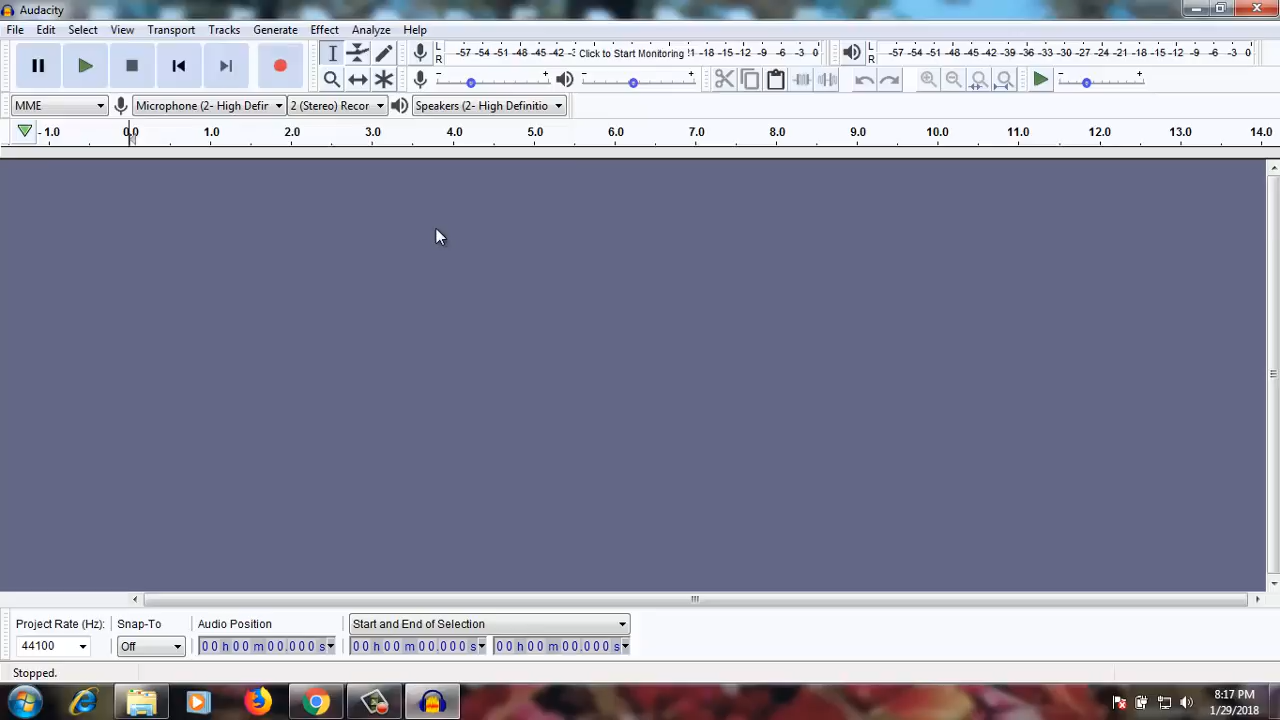 Audacity
File Edit Select View Transport Tracks Generate Effect Analyze Help
L R -57 -54 -51 -48 -45 -42 Click to Start Monitoring -18 -15 -12 -9 -6 -3 0
L R -57 -54 -51 -48 -45 -42 -39 -36 -33 -30 -27 -24 -21 -18 -15 -12 -9 -6 -3 0
MME Microphone (2- High Defir 2 (Stereo) Recor Speakers (2- High Definitio
-1.0 0.0 1.0 2.0 3.0 4.0 5.0 6.0 7.0 8.0 9.0 10.0 11.0 12.0 13.0 14.0
Project Rate (Hz): Snap-To Audio Position Start and End of Selection
44100 Off 00 h 00 m 00.000 s 00 h 00 m 00.000 s 00 h 00 m 00.000 s
Stopped.
8:17 PM
1/29/2018